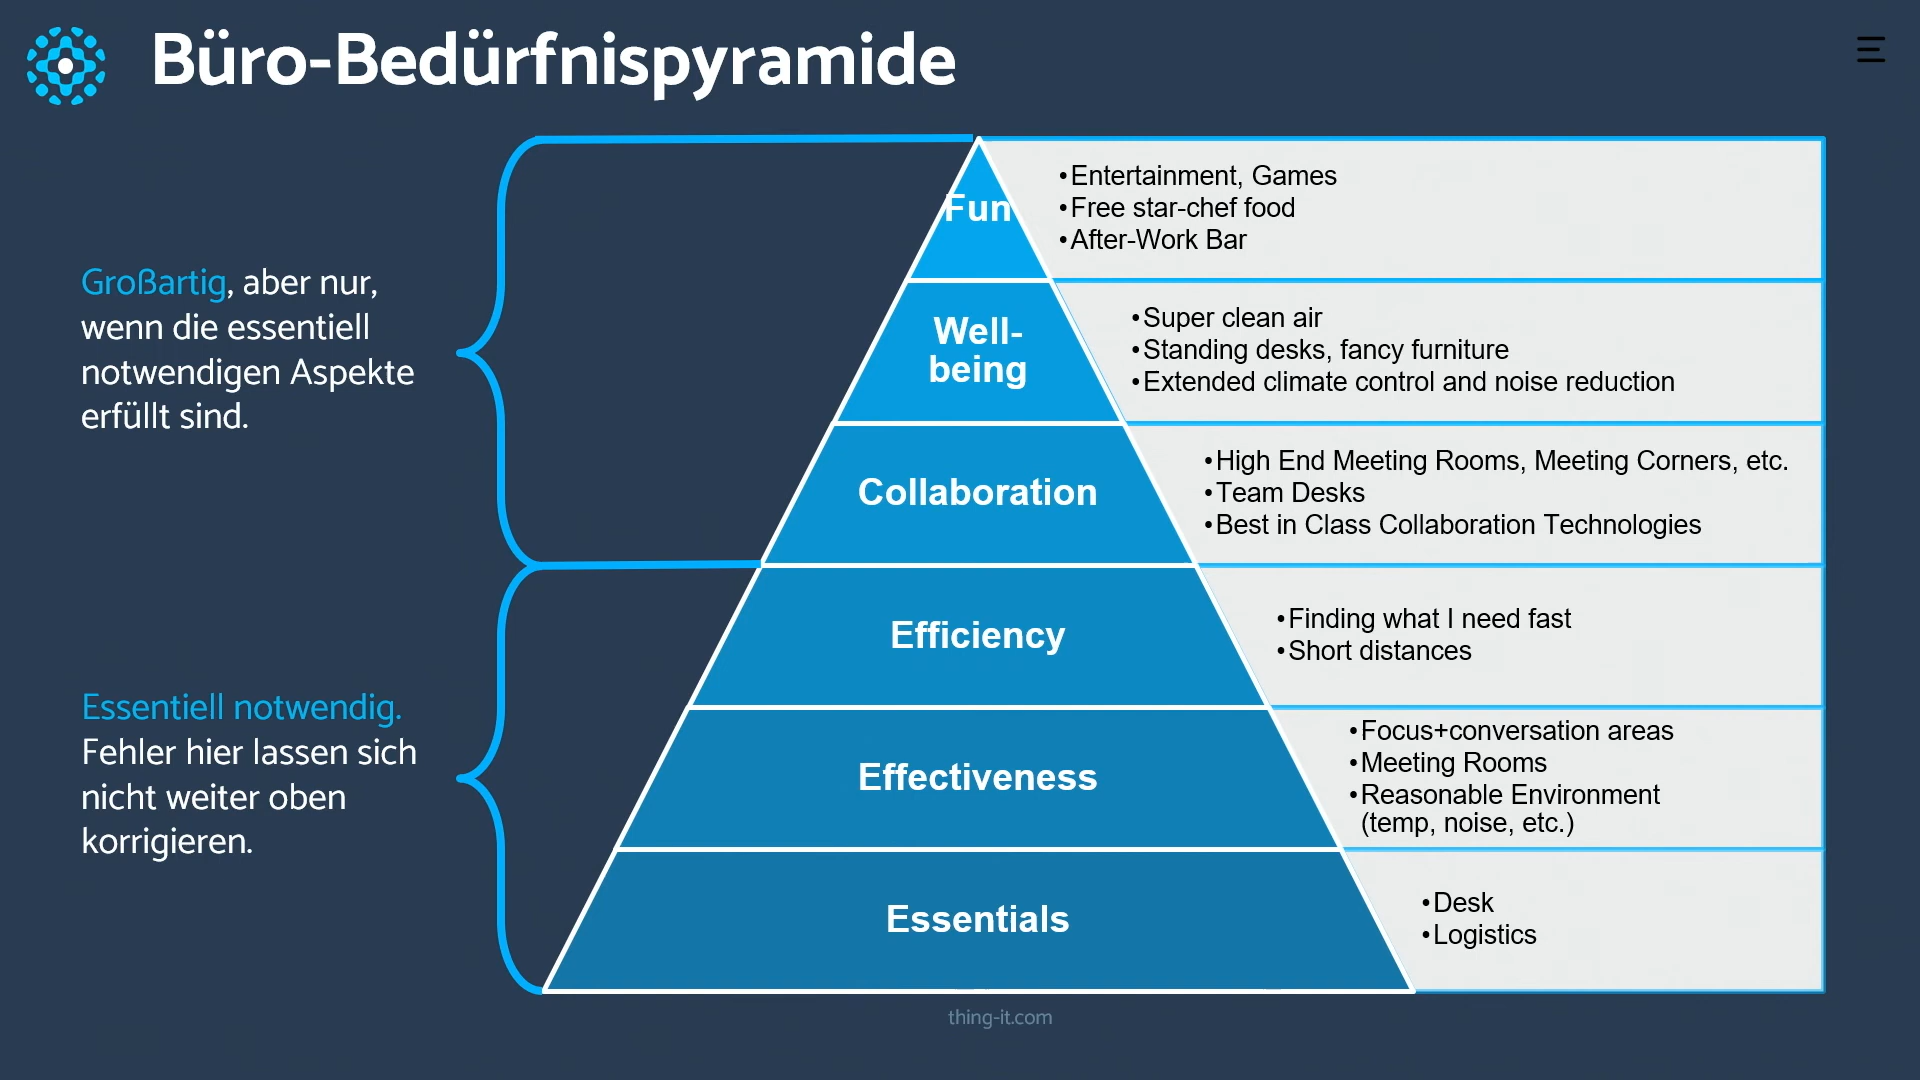 Büro-Bedürfnispyramide
Großartig, aber nur,
wenn die essentiell
notwendigen Aspekte
erfüllt sind.
Essentiell notwendig.
Fehler hier lassen sich
nicht weiter oben
korrigieren.
Fun
•Entertainment, Games
•Free star-chef food
•After-Work Bar
Well-
being
•Super clean air
•Standing desks, fancy furniture
•Extended climate control and noise reduction
Collaboration
•High End Meeting Rooms, Meeting Corners, etc.
•Team Desks
•Best in Class Collaboration Technologies
Efficiency
•Finding what I need fast
•Short distances
Effectiveness
•Focus+conversation areas
•Meeting Rooms
•Reasonable Environment
(temp, noise, etc.)
Essentials
•Desk
•Logistics
thing-it.com